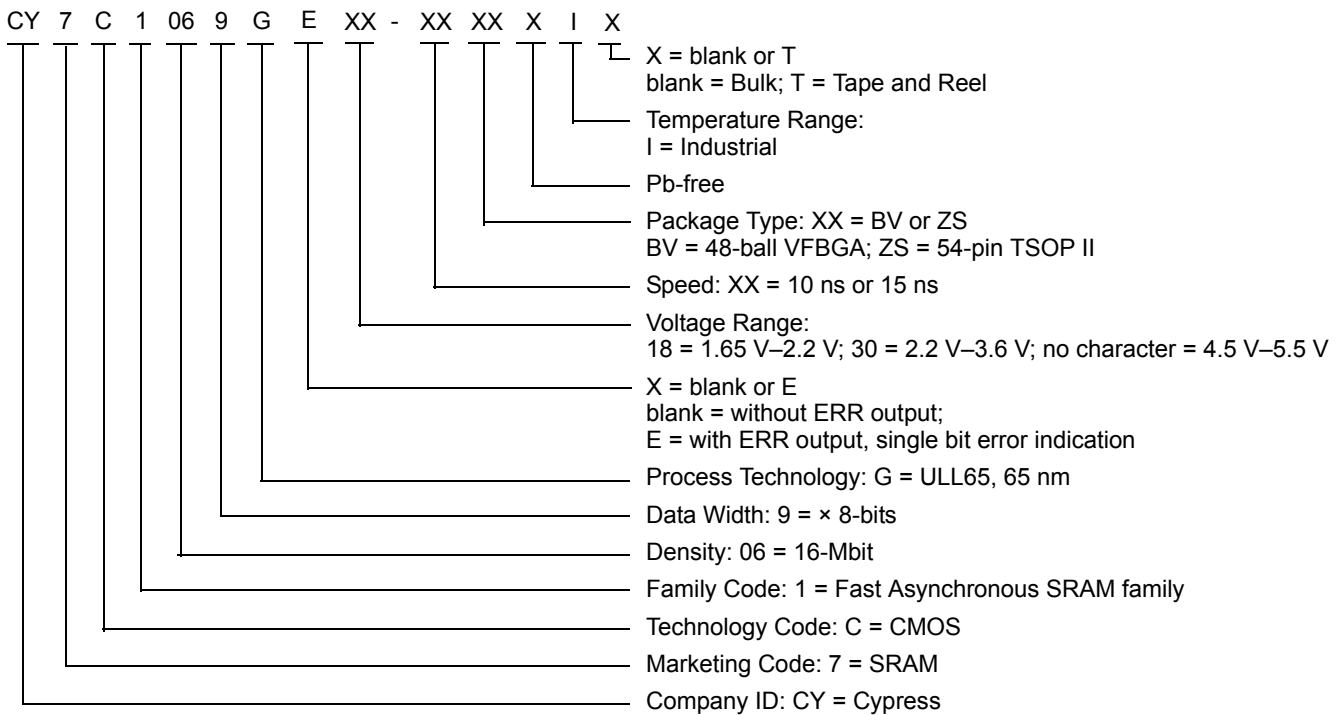 CY 7 C 1 06 9 G E XX - XX XX X I X
X = blank or T
blank = Bulk; T = Tape and Reel
Temperature Range:
I = Industrial
Pb-free
Package Type: XX = BV or ZS
BV = 48-ball VFBGA; ZS = 54-pin TSOP II
Speed: XX = 10 ns or 15 ns
Voltage Range:
18 = 1.65 V–2.2 V; 30 = 2.2 V–3.6 V; no character = 4.5 V–5.5 V
X = blank or E
blank = without ERR output;
E = with ERR output, single bit error indication
Process Technology: G = ULL65, 65 nm
Data Width: 9 = × 8-bits
Density: 06 = 16-Mbit
Family Code: 1 = Fast Asynchronous SRAM family
Technology Code: C = CMOS
Marketing Code: 7 = SRAM
Company ID: CY = Cypress